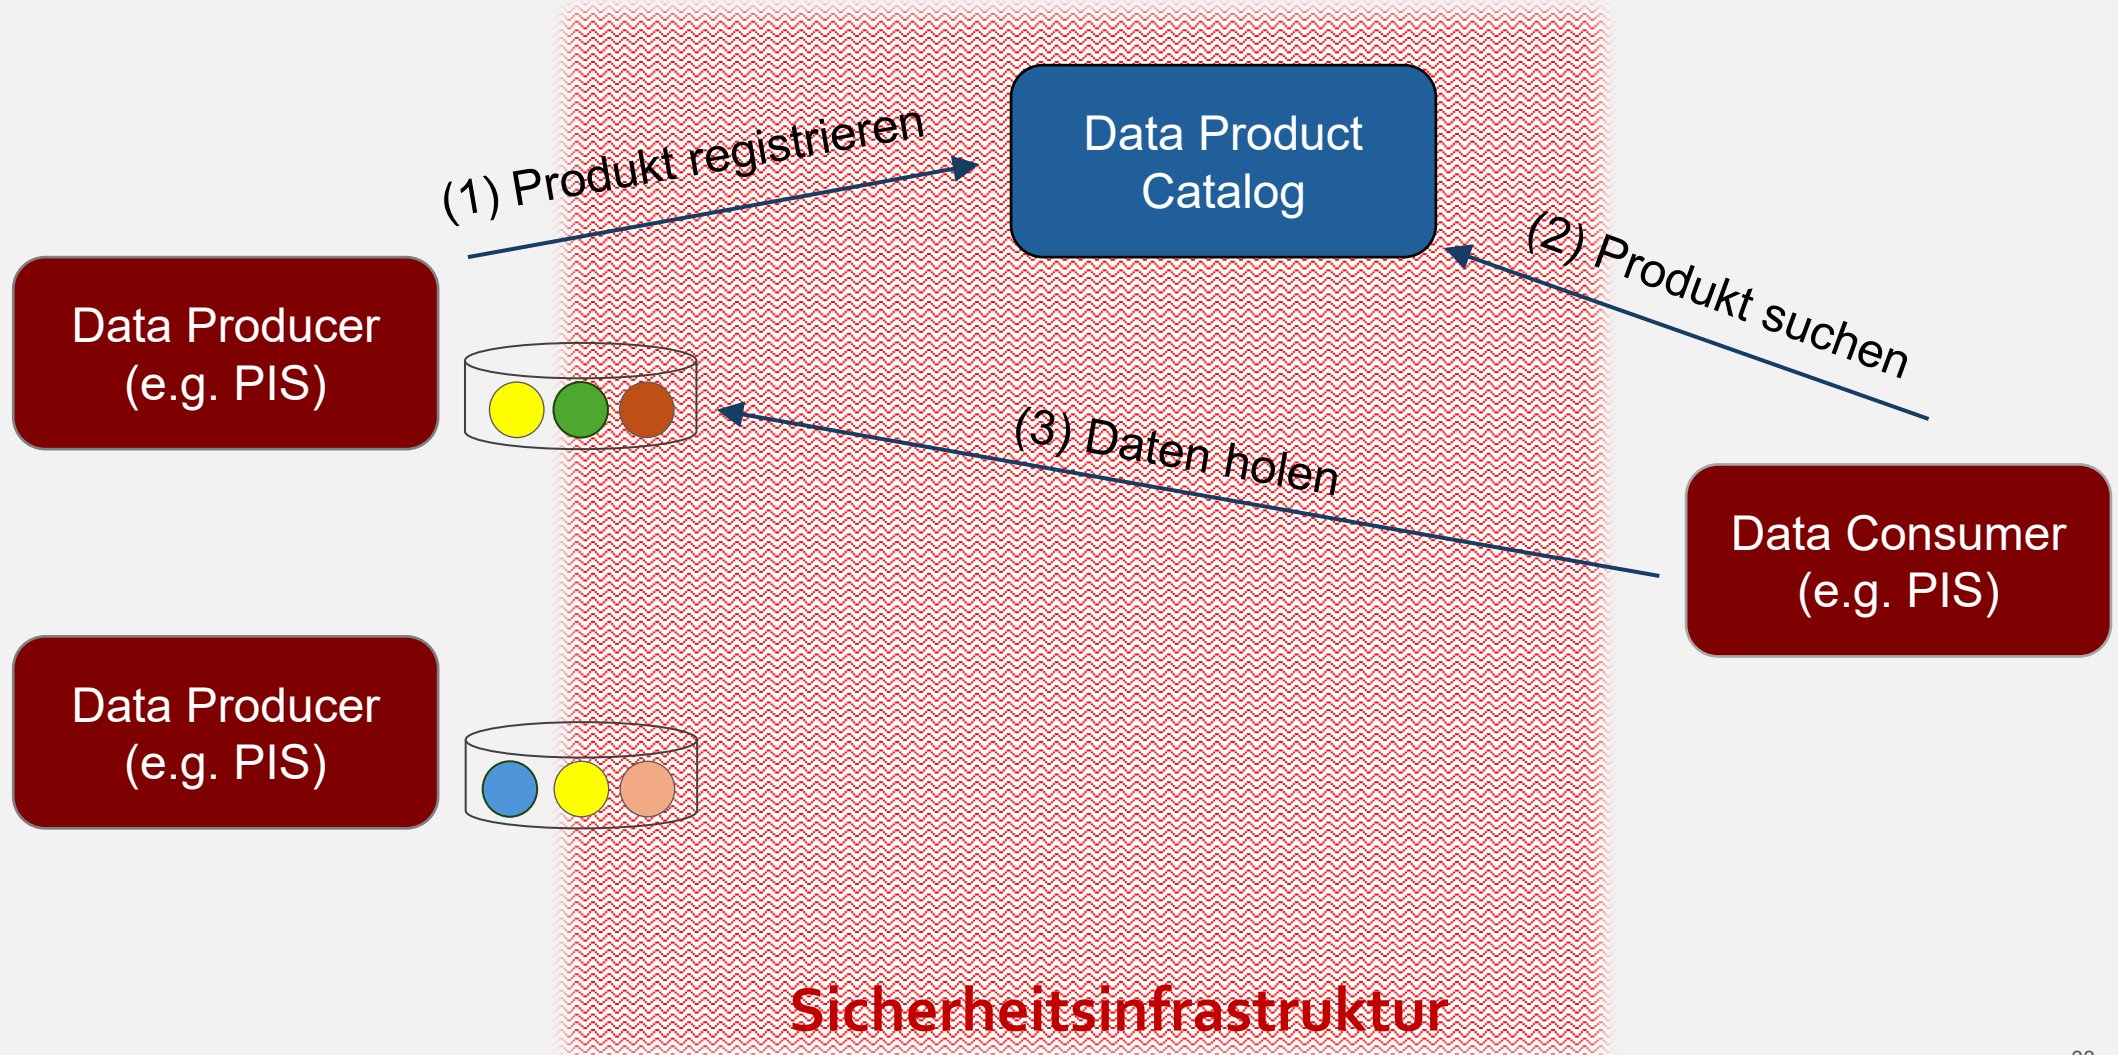 Data Product
Catalog
(1) Produkt registrieren
(2) Produkt suchen
Data Producer
(e.g. PIS)
(3) Daten holen
Data Consumer
(e.g. PIS)
Data Producer
(e.g. PIS)
Sicherheitsinfrastruktur